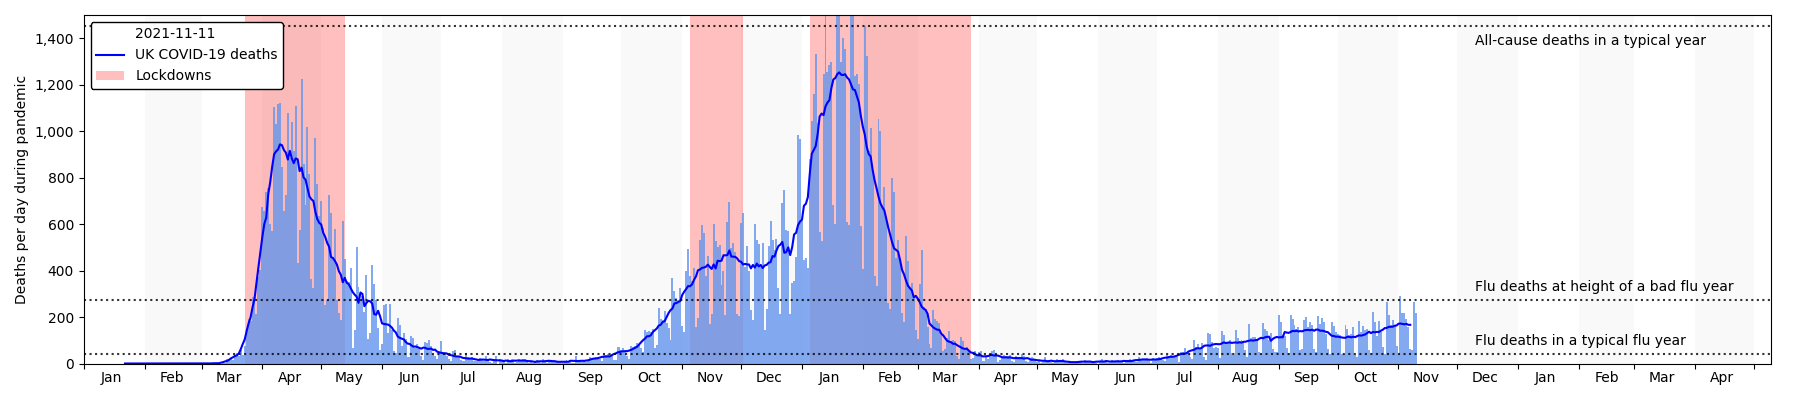 2021-11-11
UK COVID-19 deaths
Lockdowns
Deaths per day during pandemic
1,400
1,200
1,000
800
600
400
200
0
All-cause deaths in a typical year
Flu deaths at height of a bad flu year
Flu deaths in a typical flu year
Jan Feb Mar Apr May Jun Jul Aug Sep Oct Nov Dec Jan Feb Mar Apr May Jun Jul Aug Sep Oct Nov Dec Jan Feb Mar Apr